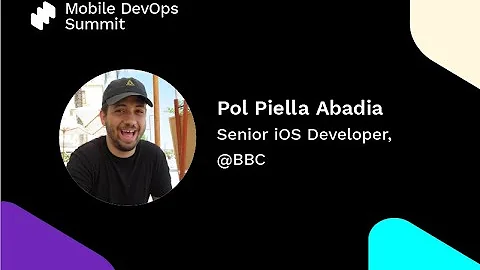 Mobile DevOps
Summit
Pol Piella Abadia
Senior iOS Developer,
@BBC